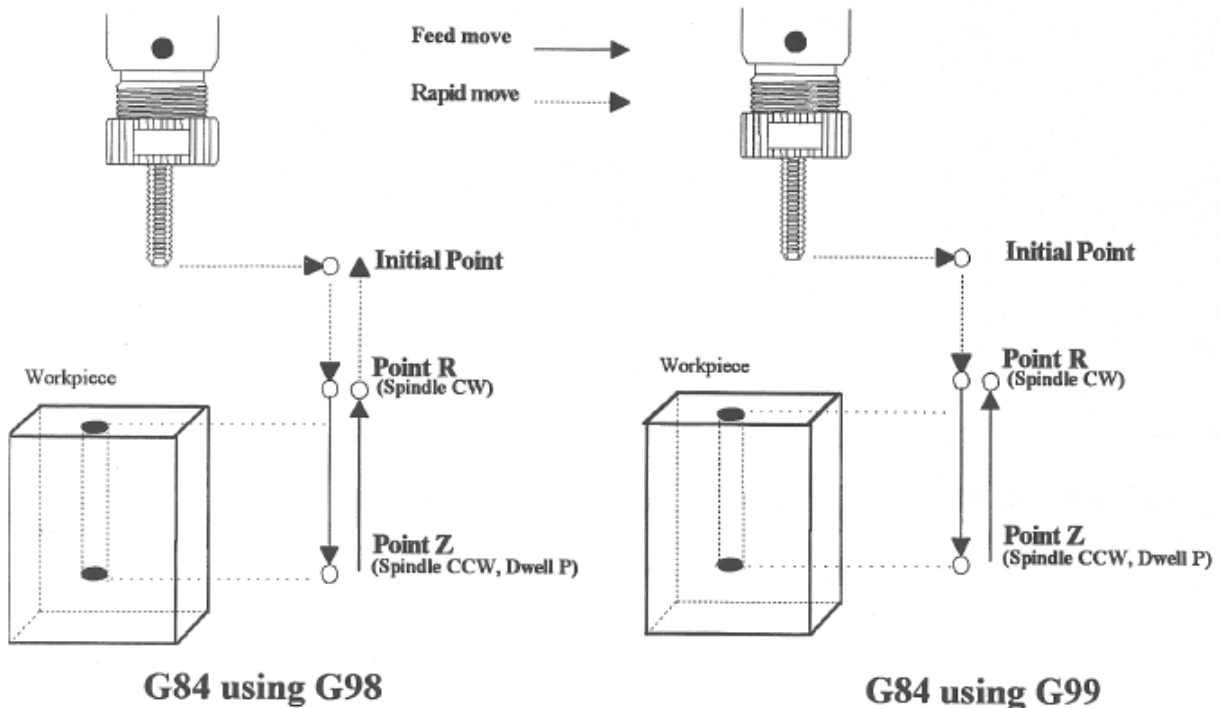 Feed move
Rapid move
Initial Point
Point R
(Spindle CW)
Workpiece
Point Z
(Spindle CCW, Dwell P)
G84 using G98
Initial Point
Point R
(Spindle CW)
Workpiece
Point Z
(Spindle CCW, Dwell P)
G84 using G99